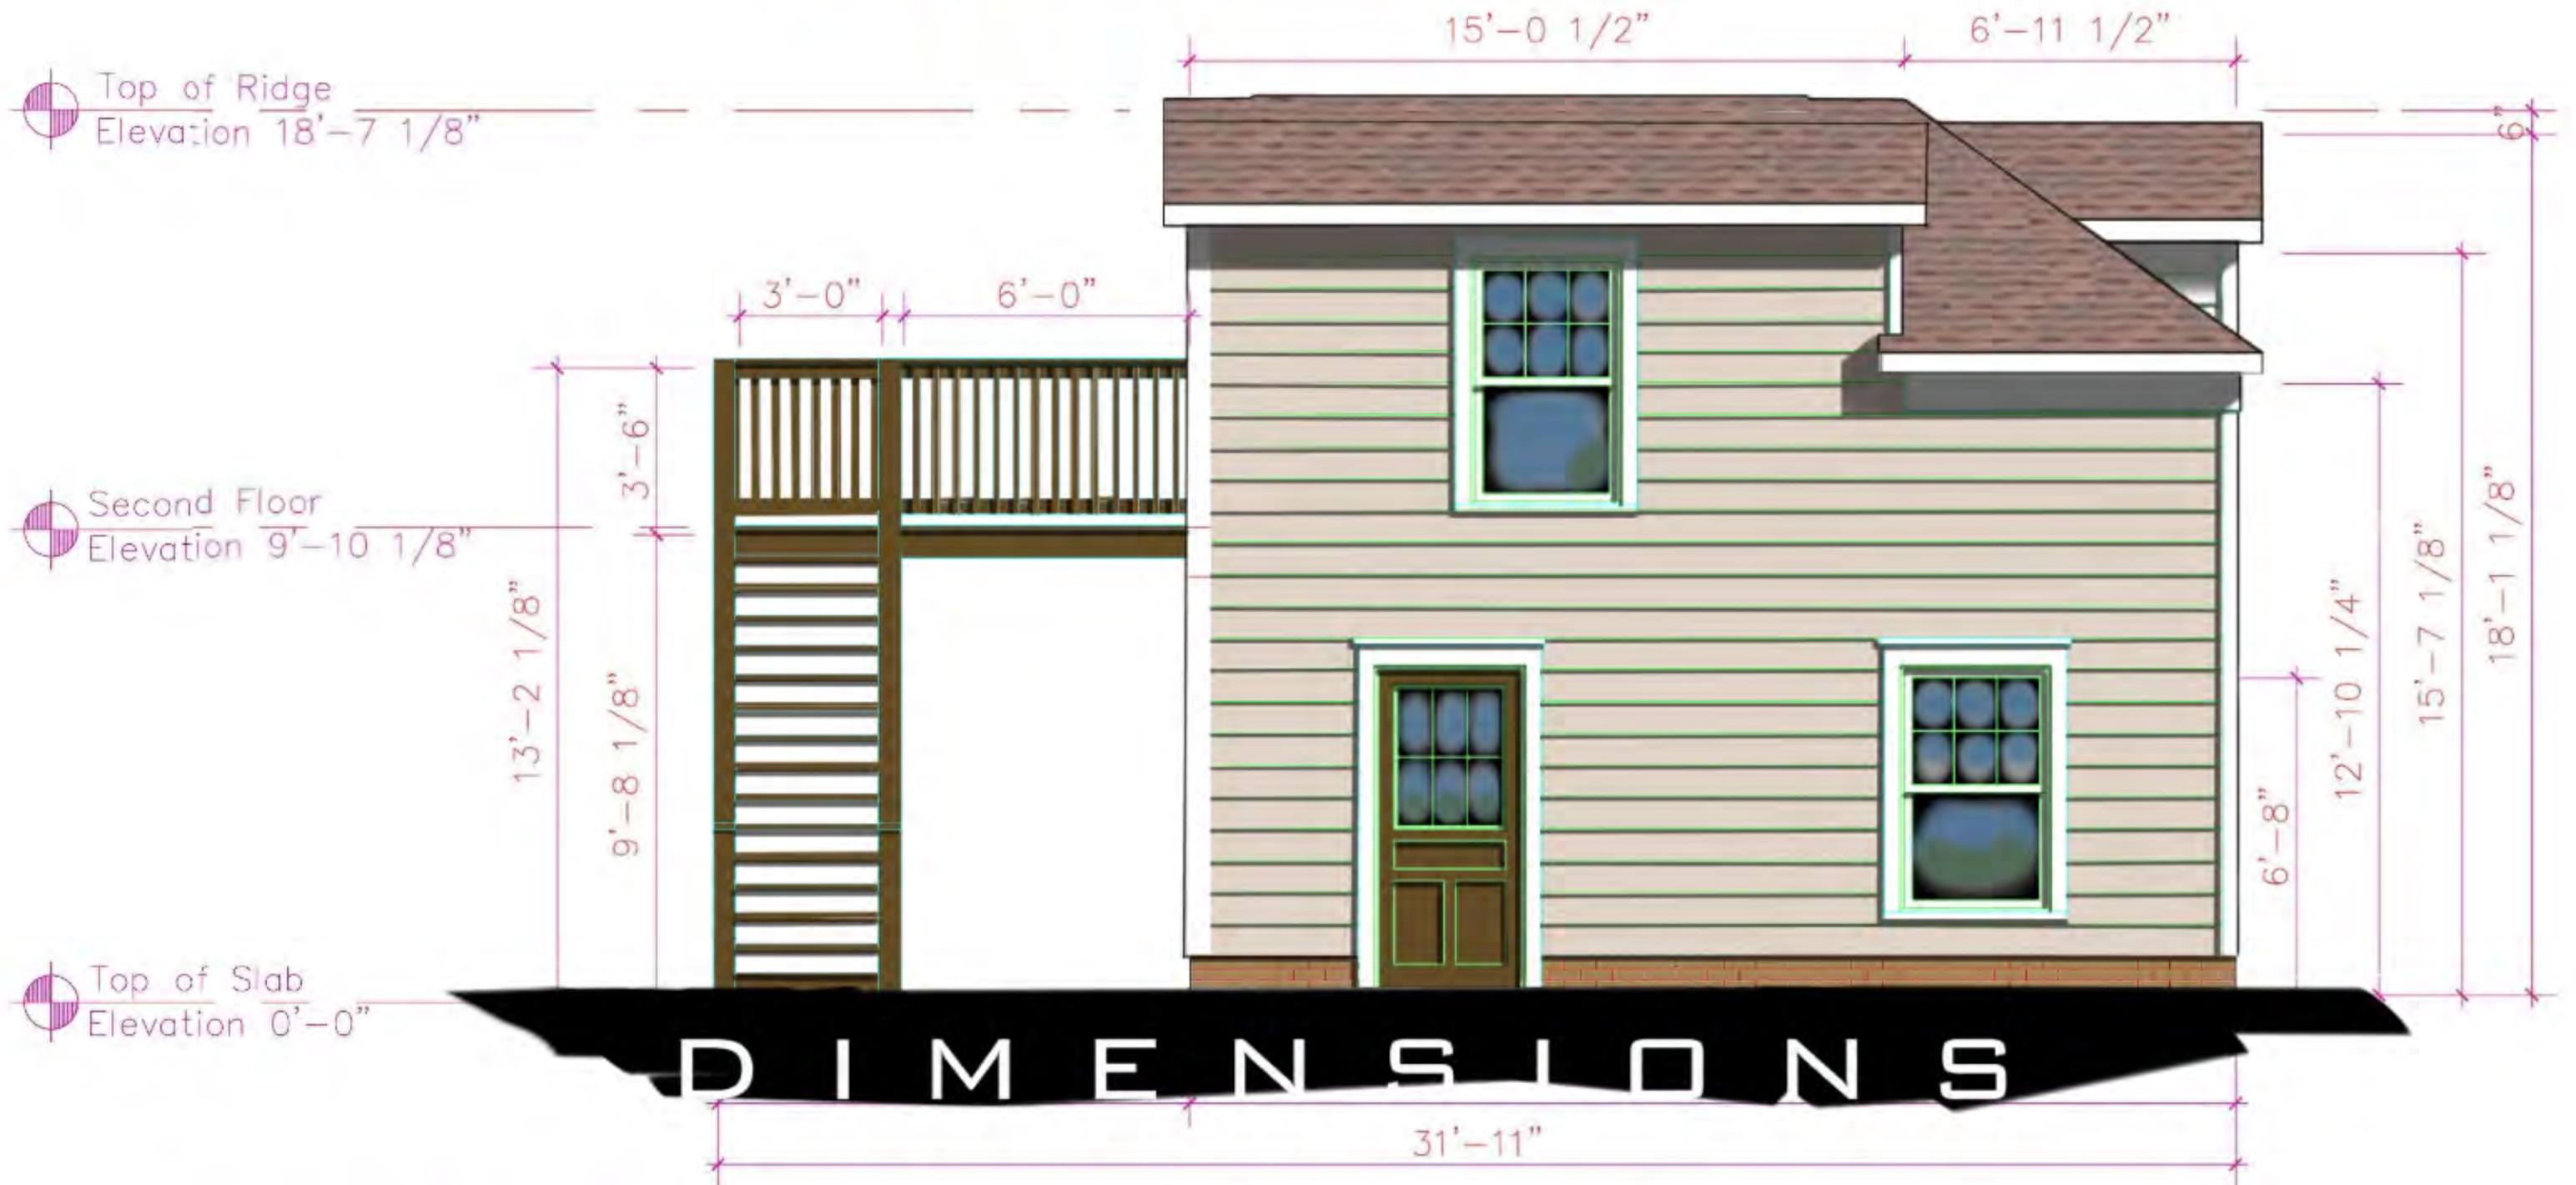 15'-0 1/2"
6'-11 1/2"
Top of Ridge
Elevation 18'-7 1/8"
6"
3'-0"
6'-0"
3'-6"
Second Floor
Elevation 9'-10 1/8"
13'-2 1/8"
9'-8 1/8"
6'-8"
12'-10 1/4"
15'-7 1/8"
18'-1 1/8"
Top of Slab
Elevation 0'-0"
DIMENSIONS
31'-11"